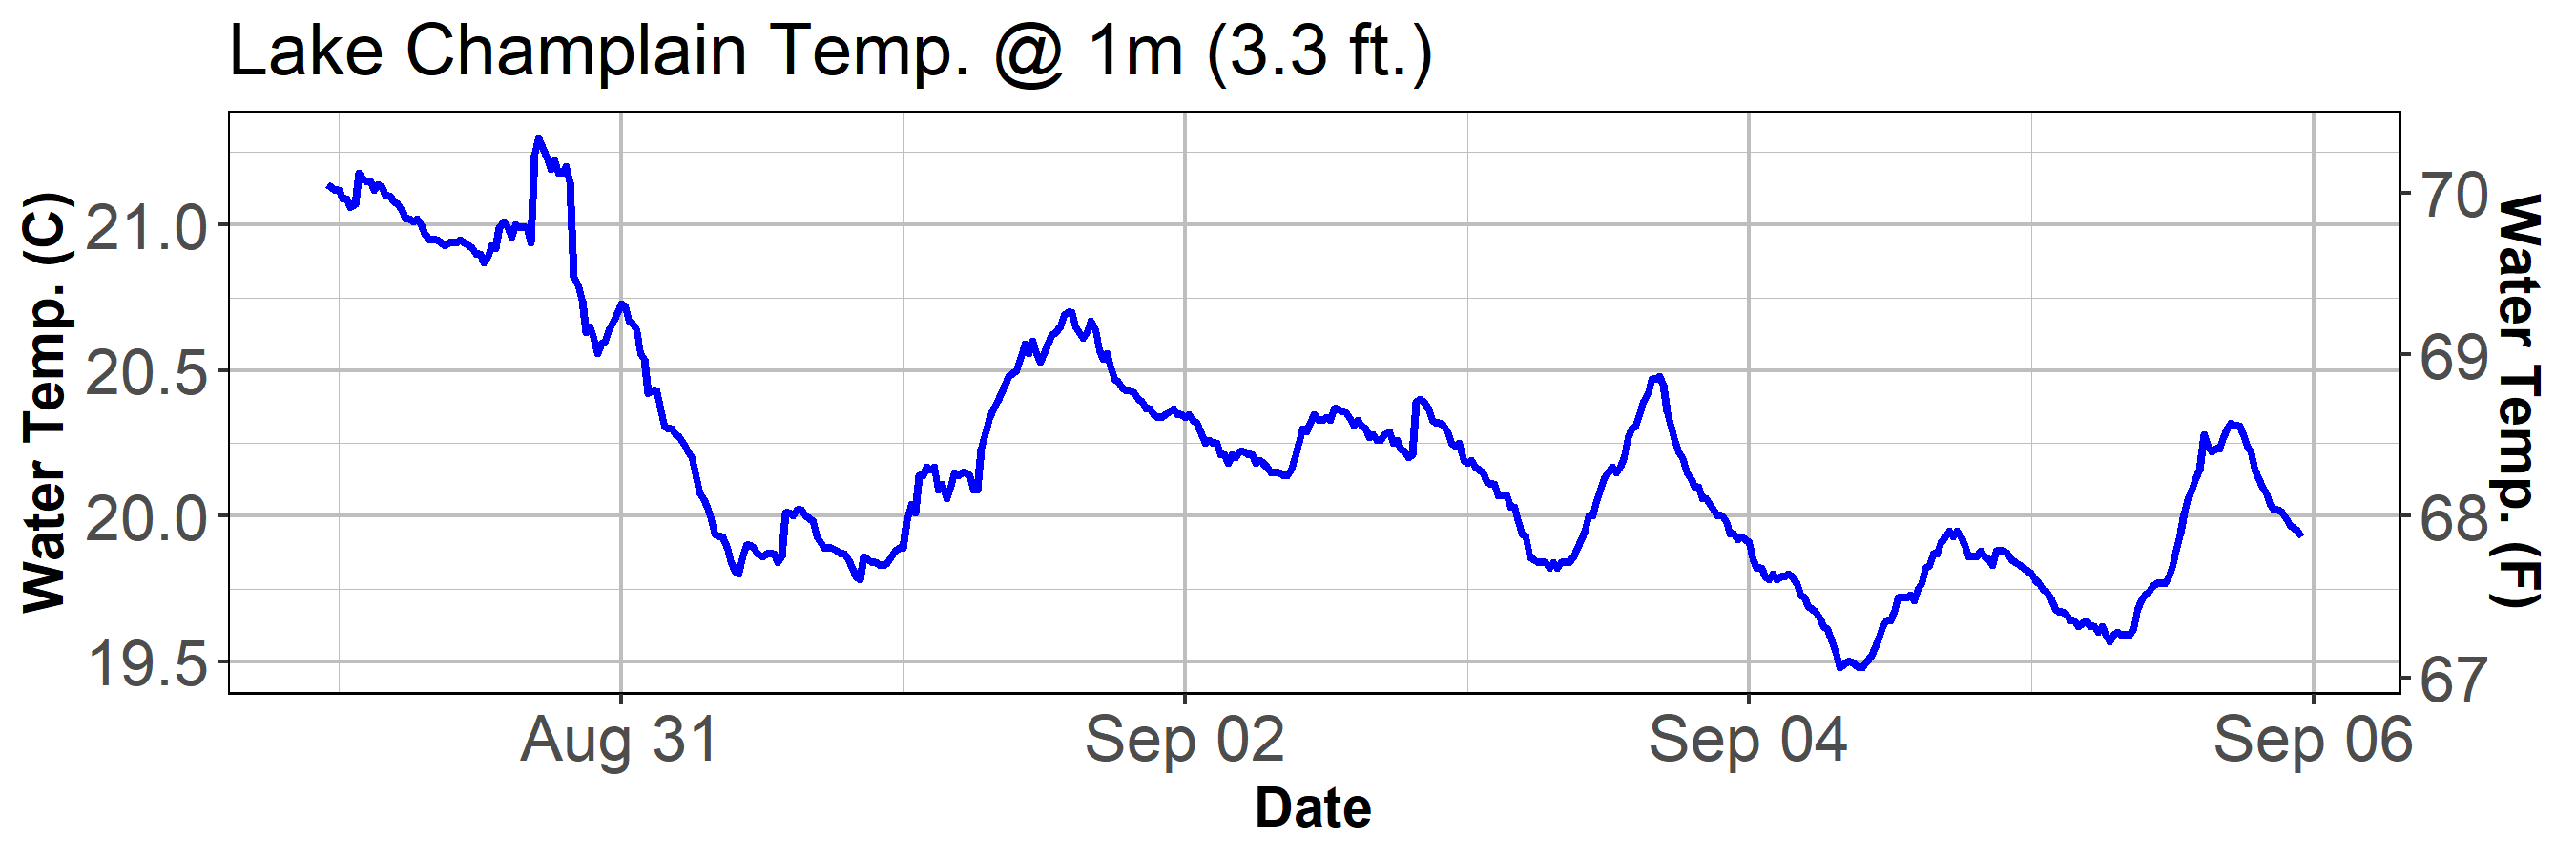 Lake Champlain Temp. @ 1m (3.3 ft.)
Water Temp. (C)
21.0
20.5
20.0
19.5
70
69
68
67
Water Temp. (F)
Aug 31 Sep 02 Sep 04 Sep 06
Date